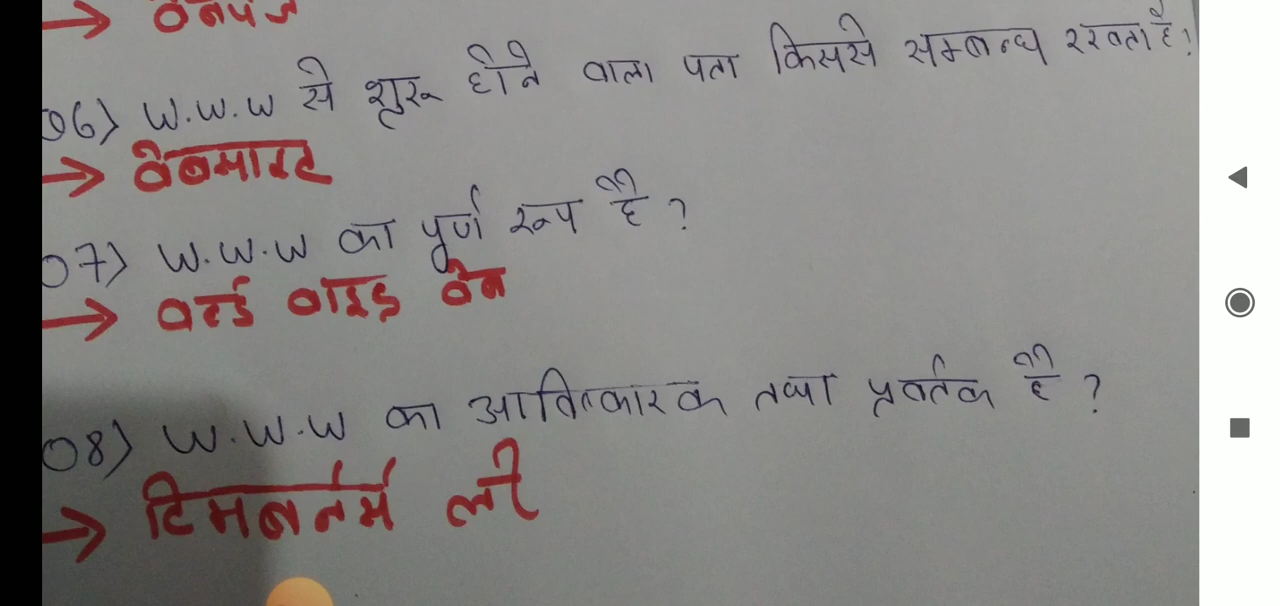 → वेबपेज
06) W.W.W से शुरू होने वाला पता किससे सम्बन्ध रखता है?
→ वेबसाइट
07) W.W.W का पूर्ण रूप है?
→ वर्ल्ड वाइड वेब
08) W.W.W का आविष्कारक तथा प्रवर्तक है?
→ टिमबर्नर्स ली